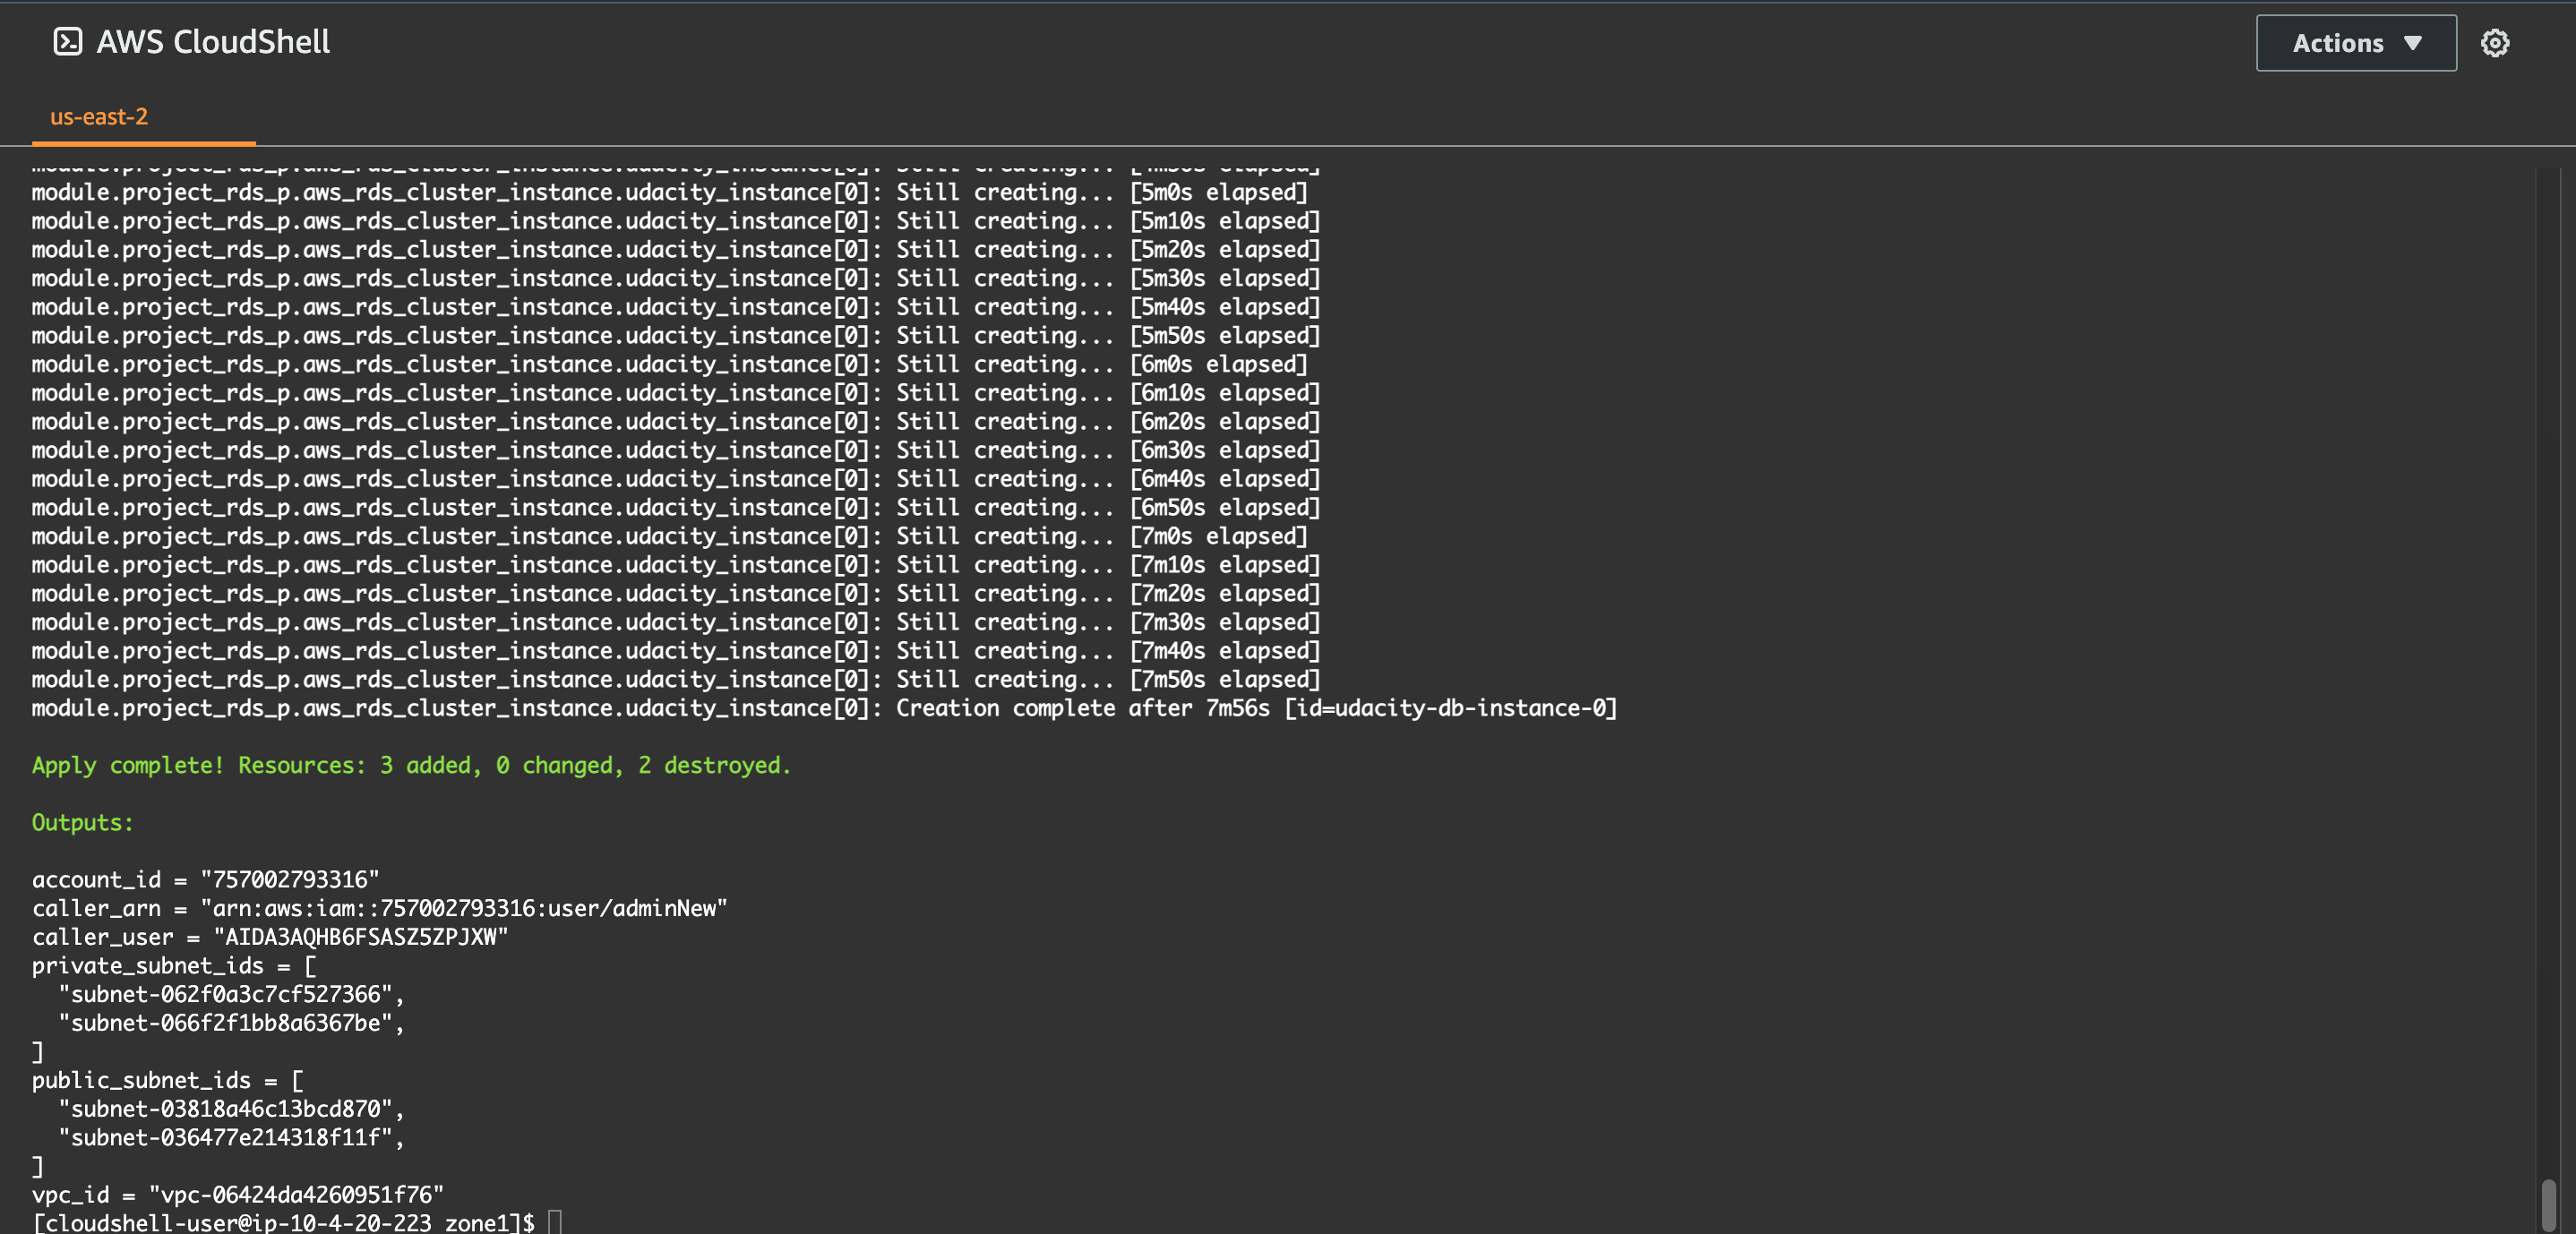 AWS CloudShell
Actions ▼
us-east-2
module.project_rds_p.aws_rds_cluster_instance.udacity_instance[0]: Still creating... [4m50s elapsed]
module.project_rds_p.aws_rds_cluster_instance.udacity_instance[0]: Still creating... [5m0s elapsed]
module.project_rds_p.aws_rds_cluster_instance.udacity_instance[0]: Still creating... [5m10s elapsed]
module.project_rds_p.aws_rds_cluster_instance.udacity_instance[0]: Still creating... [5m20s elapsed]
module.project_rds_p.aws_rds_cluster_instance.udacity_instance[0]: Still creating... [5m30s elapsed]
module.project_rds_p.aws_rds_cluster_instance.udacity_instance[0]: Still creating... [5m40s elapsed]
module.project_rds_p.aws_rds_cluster_instance.udacity_instance[0]: Still creating... [5m50s elapsed]
module.project_rds_p.aws_rds_cluster_instance.udacity_instance[0]: Still creating... [6m0s elapsed]
module.project_rds_p.aws_rds_cluster_instance.udacity_instance[0]: Still creating... [6m10s elapsed]
module.project_rds_p.aws_rds_cluster_instance.udacity_instance[0]: Still creating... [6m20s elapsed]
module.project_rds_p.aws_rds_cluster_instance.udacity_instance[0]: Still creating... [6m30s elapsed]
module.project_rds_p.aws_rds_cluster_instance.udacity_instance[0]: Still creating... [6m40s elapsed]
module.project_rds_p.aws_rds_cluster_instance.udacity_instance[0]: Still creating... [6m50s elapsed]
module.project_rds_p.aws_rds_cluster_instance.udacity_instance[0]: Still creating... [7m0s elapsed]
module.project_rds_p.aws_rds_cluster_instance.udacity_instance[0]: Still creating... [7m10s elapsed]
module.project_rds_p.aws_rds_cluster_instance.udacity_instance[0]: Still creating... [7m20s elapsed]
module.project_rds_p.aws_rds_cluster_instance.udacity_instance[0]: Still creating... [7m30s elapsed]
module.project_rds_p.aws_rds_cluster_instance.udacity_instance[0]: Still creating... [7m40s elapsed]
module.project_rds_p.aws_rds_cluster_instance.udacity_instance[0]: Still creating... [7m50s elapsed]
module.project_rds_p.aws_rds_cluster_instance.udacity_instance[0]: Creation complete after 7m56s [id=udacity-db-instance-0]
Apply complete! Resources: 3 added, 0 changed, 2 destroyed.
Outputs:
account_id = "757002793316"
caller_arn = "arn:aws:iam::757002793316:user/adminNew"
caller_user = "AIDA3AQHB6FSASZ5ZPJXW"
private_subnet_ids = [
  "subnet-062f0a3c7cf527366",
  "subnet-066f2f1bb8a6367be",
]
public_subnet_ids = [
  "subnet-03818a46c13bcd870",
  "subnet-036477e214318f11f",
]
vpc_id = "vpc-06424da4260951f76"
[cloudshell-user@ip-10-4-20-223 zone1]$